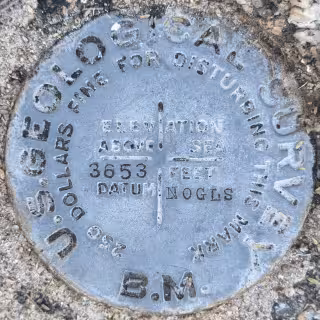 U.S. GEOLOGICAL SURVEY
250 DOLLARS FINE FOR DISTURBING THIS MARK
ELEVATION
ABOVE SEA
3653 FEET
DATUM NOGLS
B.M.